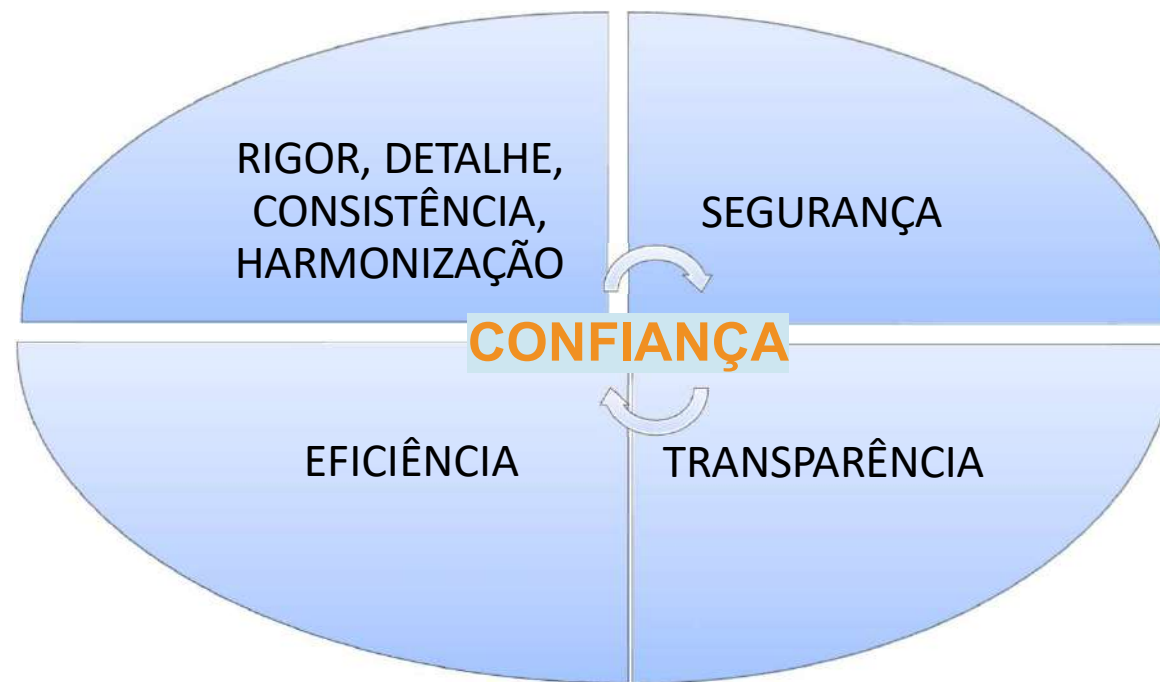 RIGOR, DETALHE,
CONSISTÊNCIA,
HARMONIZAÇÃO
SEGURANÇA
CONFIANÇA
EFICIÊNCIA
TRANSPARÊNCIA